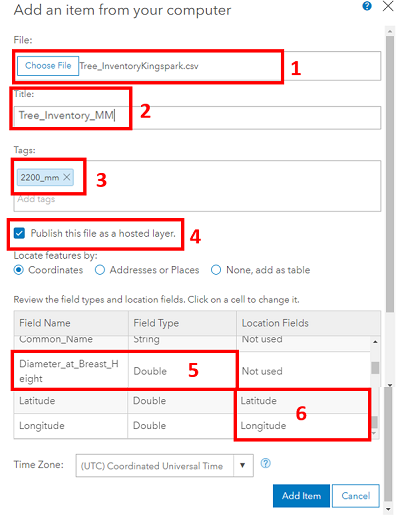 Add an item from your computer ? ×
File:
Choose File Tree_InventoryKingspark.csv 1
Title:
Tree_Inventory_MM 2
Tags:
2200_mm × 3
Add tags
Publish this file as a hosted layer. 4
Locate features by:
Coordinates Addresses or Places None, add as table
Review the field types and location fields. Click on a cell to change it.
Field Name Field Type Location Fields
Common_Name String Not used
Diameter_at_Breast_H
eight Double 5 Not used
Latitude Double Latitude 6
Longitude Double Longitude
Time Zone: (UTC) Coordinated Universal Time ?
Add Item Cancel